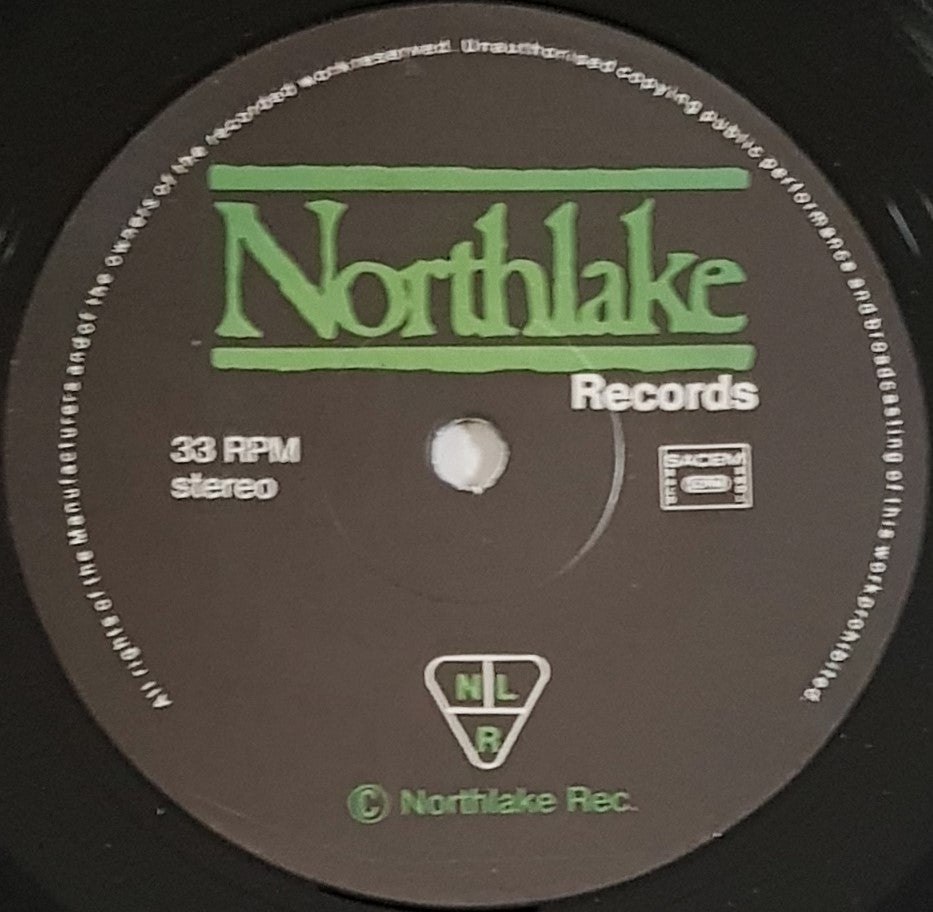 All rights of the Manufacturers and of the owners of the recorded work reserved. Unauthorised copying public performance and broadcasting of this work prohibited.
Northlake
Records
33 RPM
stereo
SACEM
N L
R
© Northlake Rec.